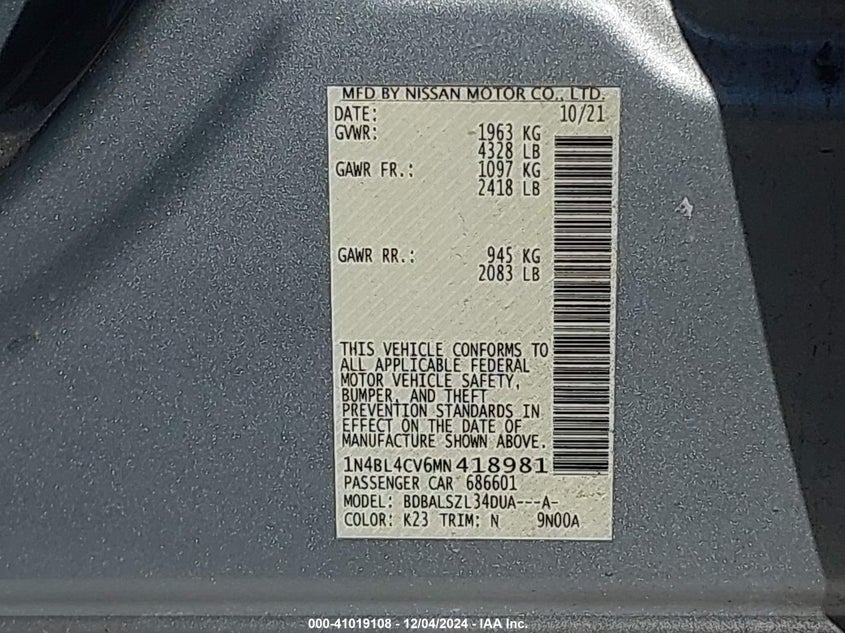 MFD BY NISSAN MOTOR CO., LTD.
DATE: 10/21
GVWR: 1963 KG
4328 LB
GAWR FR.: 1097 KG
2418 LB
GAWR RR.: 945 KG
2083 LB
THIS VEHICLE CONFORMS TO
ALL APPLICABLE FEDERAL
MOTOR VEHICLE SAFETY,
BUMPER, AND THEFT
PREVENTION STANDARDS IN
EFFECT ON THE DATE OF
MANUFACTURE SHOWN ABOVE.
1N4BL4CV6MN418981
PASSENGER CAR 686601
MODEL: BDBALSZL34DUA---A-
COLOR: K23 TRIM: N 9N00A
000-41019108 - 12/04/2024 - IAA Inc.